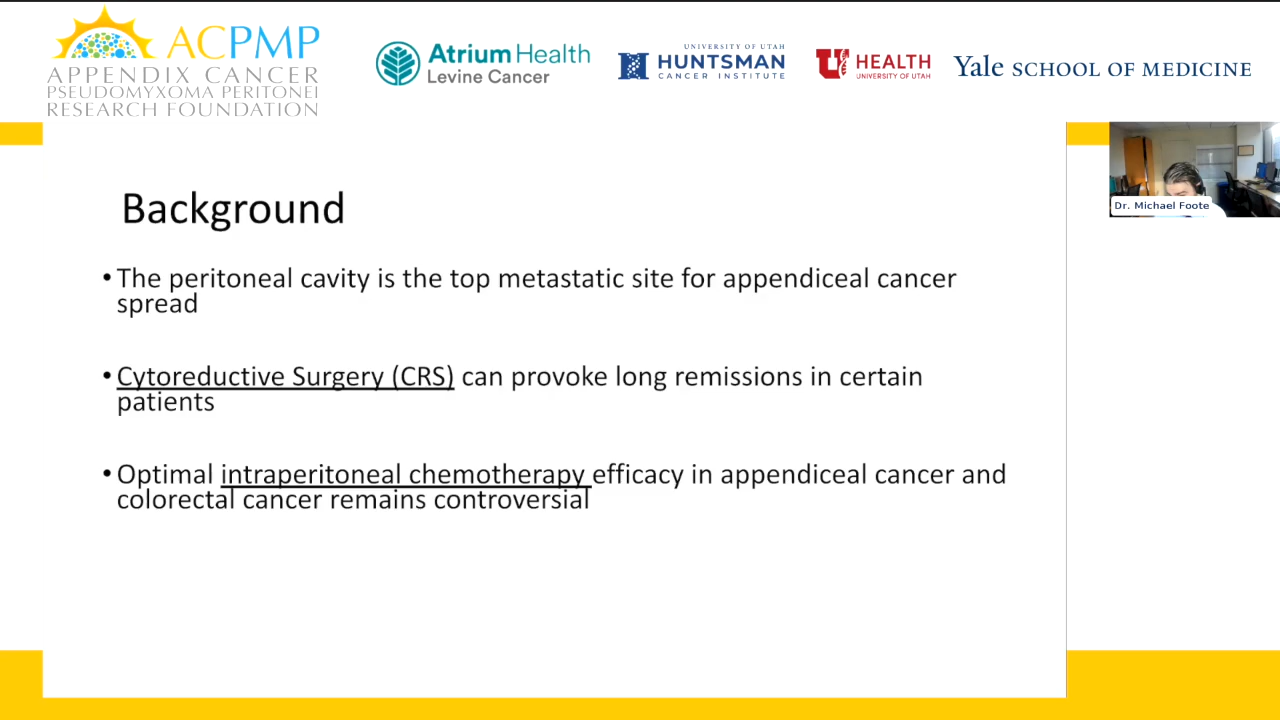 ACPMP
APPENDIX CANCER
PSEUDOMYXOMA PERITONEI
RESEARCH FOUNDATION
Atrium Health
Levine Cancer
UNIVERSITY OF UTAH
HUNTSMAN
CANCER INSTITUTE
U HEALTH
UNIVERSITY OF UTAH
Yale SCHOOL OF MEDICINE
Dr. Michael Foote
Background
• The peritoneal cavity is the top metastatic site for appendiceal cancer
spread
• Cytoreductive Surgery (CRS) can provoke long remissions in certain
patients
• Optimal intraperitoneal chemotherapy efficacy in appendiceal cancer and
colorectal cancer remains controversial